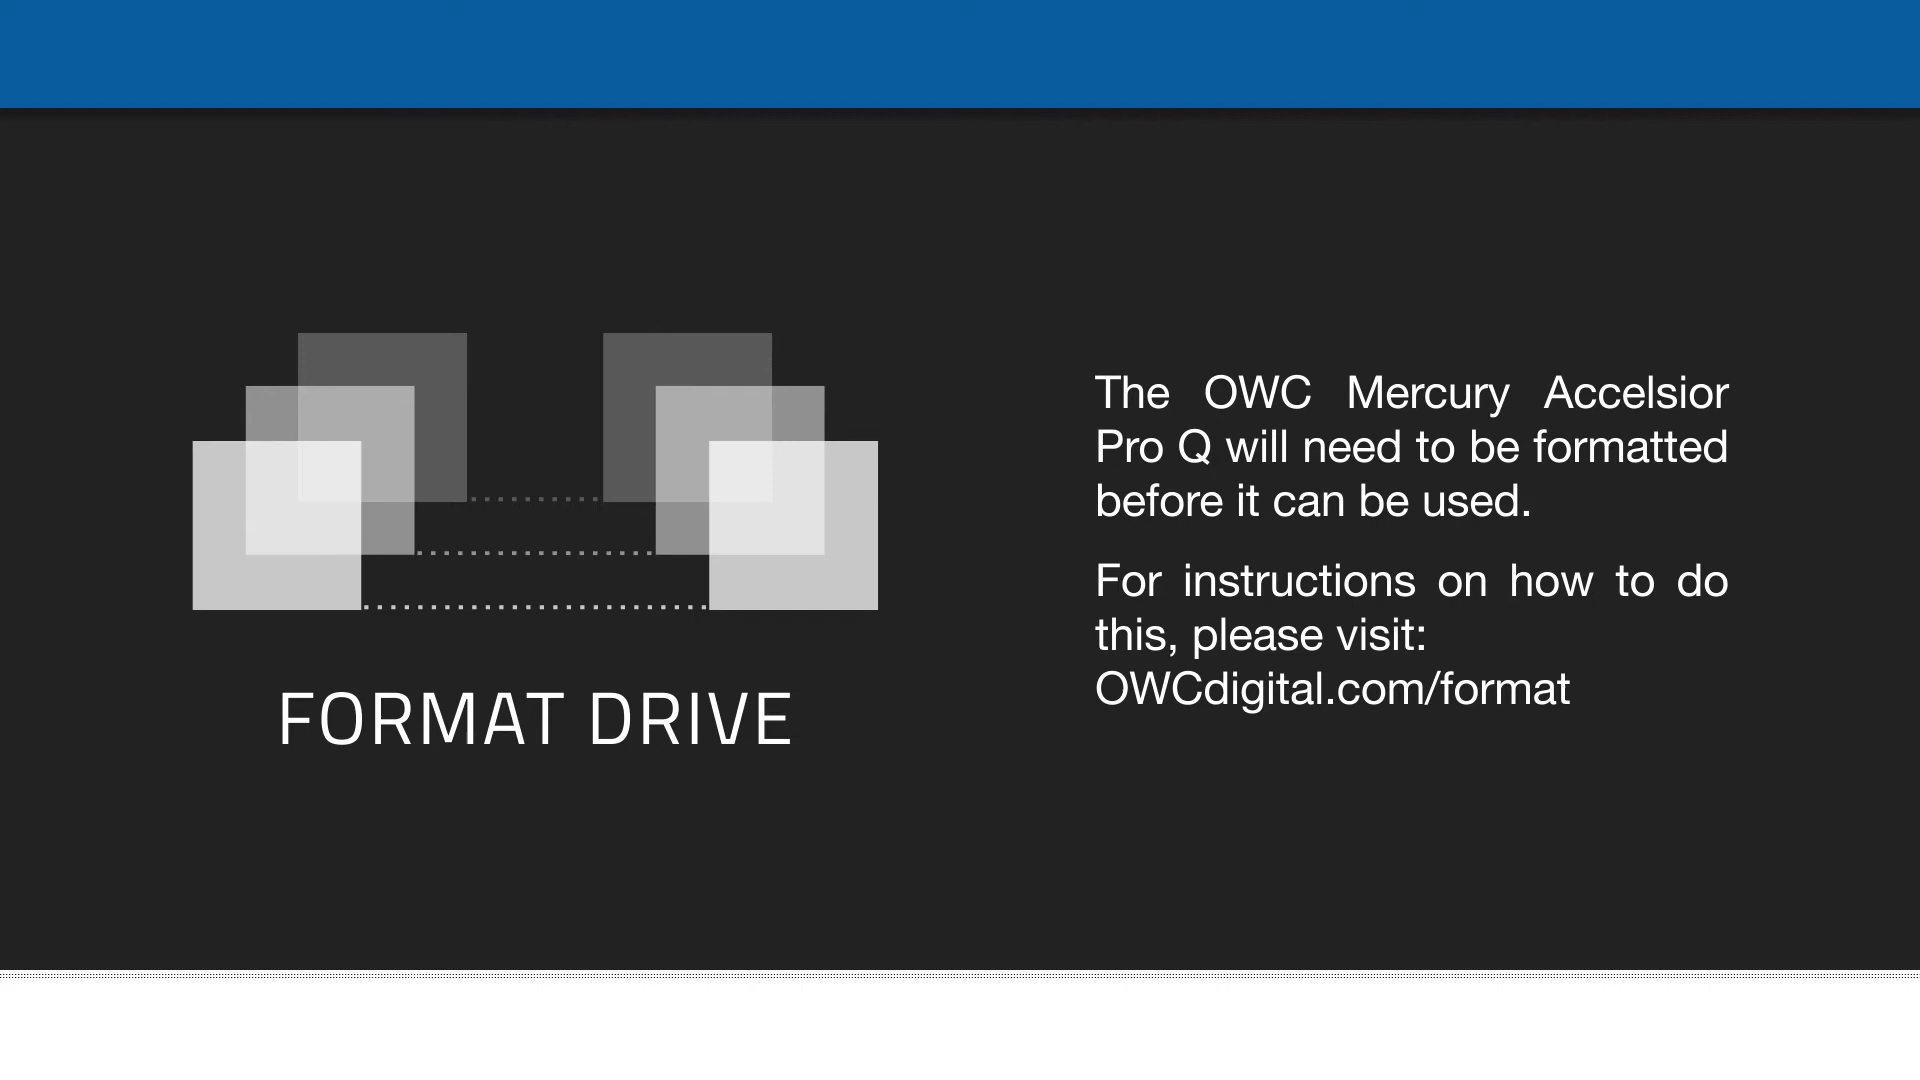 The OWC Mercury Accelsior
Pro Q will need to be formatted
before it can be used.
For instructions on how to do
this, please visit:
OWCdigital.com/format
FORMAT DRIVE